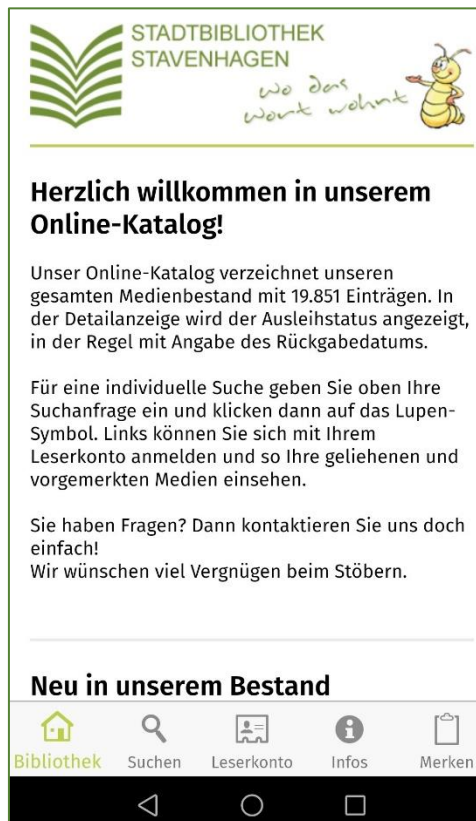 STADTBIBLIOTHEK
STAVENHAGEN
wo das
wort wohnt
Herzlich willkommen in unserem
Online-Katalog!
Unser Online-Katalog verzeichnet unseren
gesamten Medienbestand mit 19.851 Einträgen. In
der Detailanzeige wird der Ausleihstatus angezeigt,
in der Regel mit Angabe des Rückgabedatums.
Für eine individuelle Suche geben Sie oben Ihre
Suchanfrage ein und klicken dann auf das Lupen-
Symbol. Links können Sie sich mit Ihrem
Leserkonto anmelden und so Ihre geliehenen und
vorgemerkten Medien einsehen.
Sie haben Fragen? Dann kontaktieren Sie uns doch
einfach!
Wir wünschen viel Vergnügen beim Stöbern.
Neu in unserem Bestand
Bibliothek Suchen Leserkonto Infos Merken